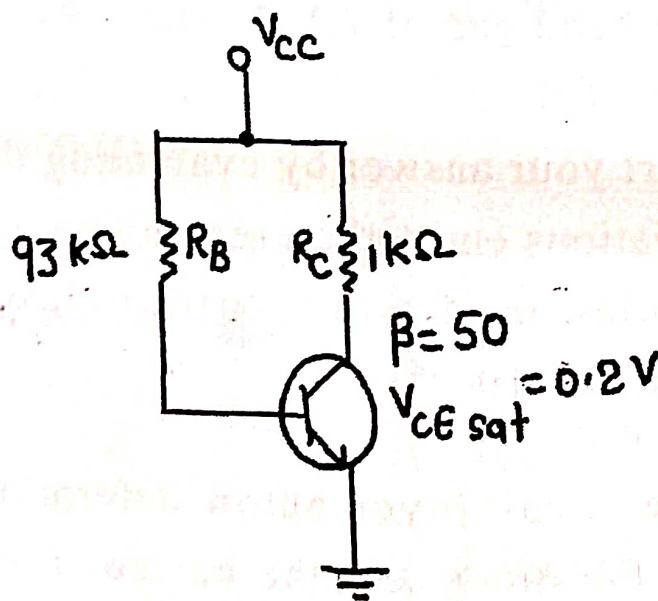 VCC
93 kΩ RB RC 1kΩ
β= 50
VCE sat = 0.2 V